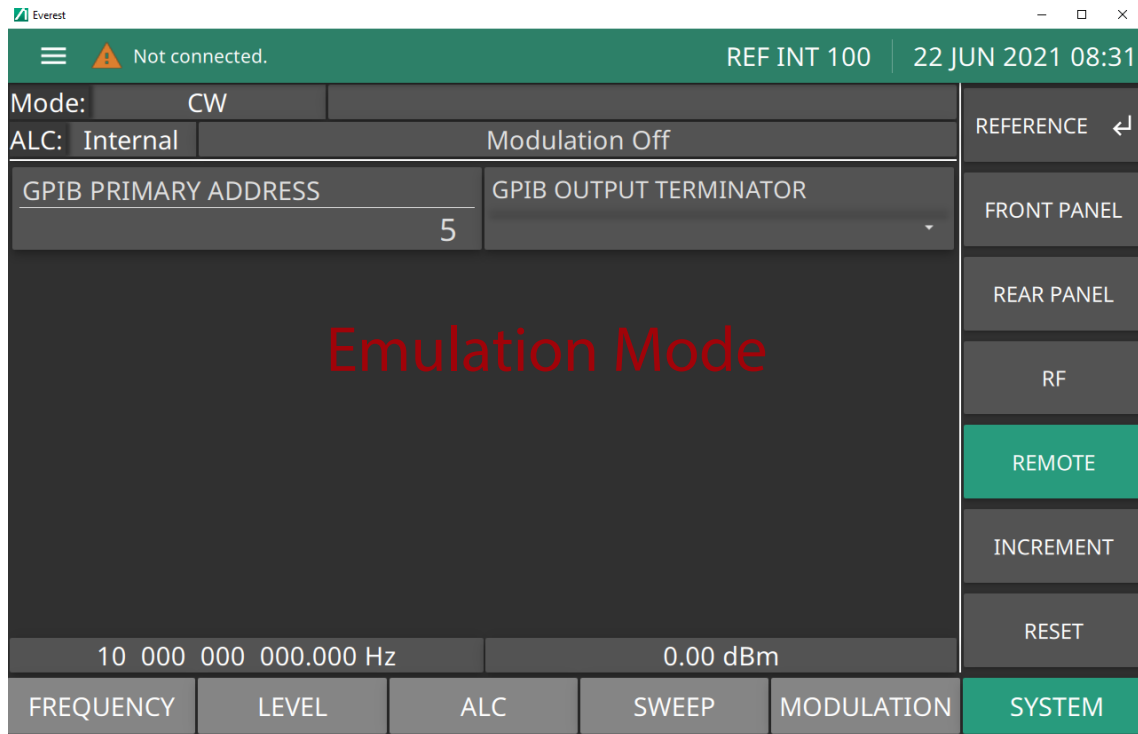 Everest
Not connected.
REF INT 100
22 JUN 2021 08:31
Mode: CW
ALC: Internal
Modulation Off
REFERENCE
GPIB PRIMARY ADDRESS
5
GPIB OUTPUT TERMINATOR
FRONT PANEL
REAR PANEL
Emulation Mode
RF
REMOTE
INCREMENT
RESET
10 000 000 000.000 Hz
0.00 dBm
FREQUENCY
LEVEL
ALC
SWEEP
MODULATION
SYSTEM